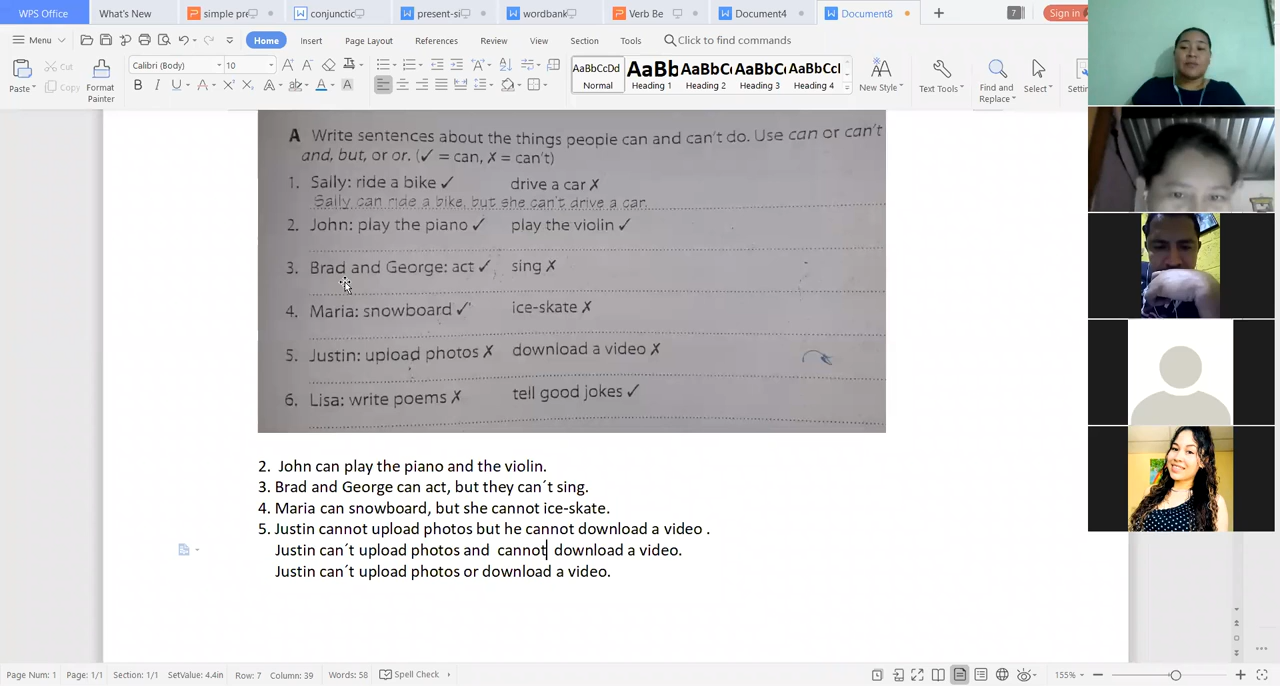 WPS Office What's New simple pre conjunctic present-si wordbank Verb Be Document4 Document8 + 7 Sign in
Menu Home Insert Page Layout References Review View Section Tools Click to find commands
Paste Cut Copy Format Painter Calibri (Body) 10 AaBbCcDd Normal AaBb Heading 1 AaBbC Heading 2 AaBbC Heading 3 AaBbCcl Heading 4 New Style Text Tools Find and Replace Select
A Write sentences about the things people can and can't do. Use can or can't
and, but, or or. (✓ = can, ✗ = can't)
1. Sally: ride a bike ✓ drive a car ✗
Sally can ride a bike, but she can't drive a car.
2. John: play the piano ✓ play the violin ✓
3. Brad and George: act ✓ sing ✗
4. Maria: snowboard ✓ ice-skate ✗
5. Justin: upload photos ✗ download a video ✗
6. Lisa: write poems ✗ tell good jokes ✓
2. John can play the piano and the violin.
3. Brad and George can act, but they can´t sing.
4. Maria can snowboard, but she cannot ice-skate.
5. Justin cannot upload photos but he cannot download a video .
Justin can´t upload photos and cannot download a video.
Justin can´t upload photos or download a video.
Page Num: 1 Page: 1/1 Section: 1/1 SetValue: 4.4in Row: 7 Column: 39 Words: 58 Spell Check 155%